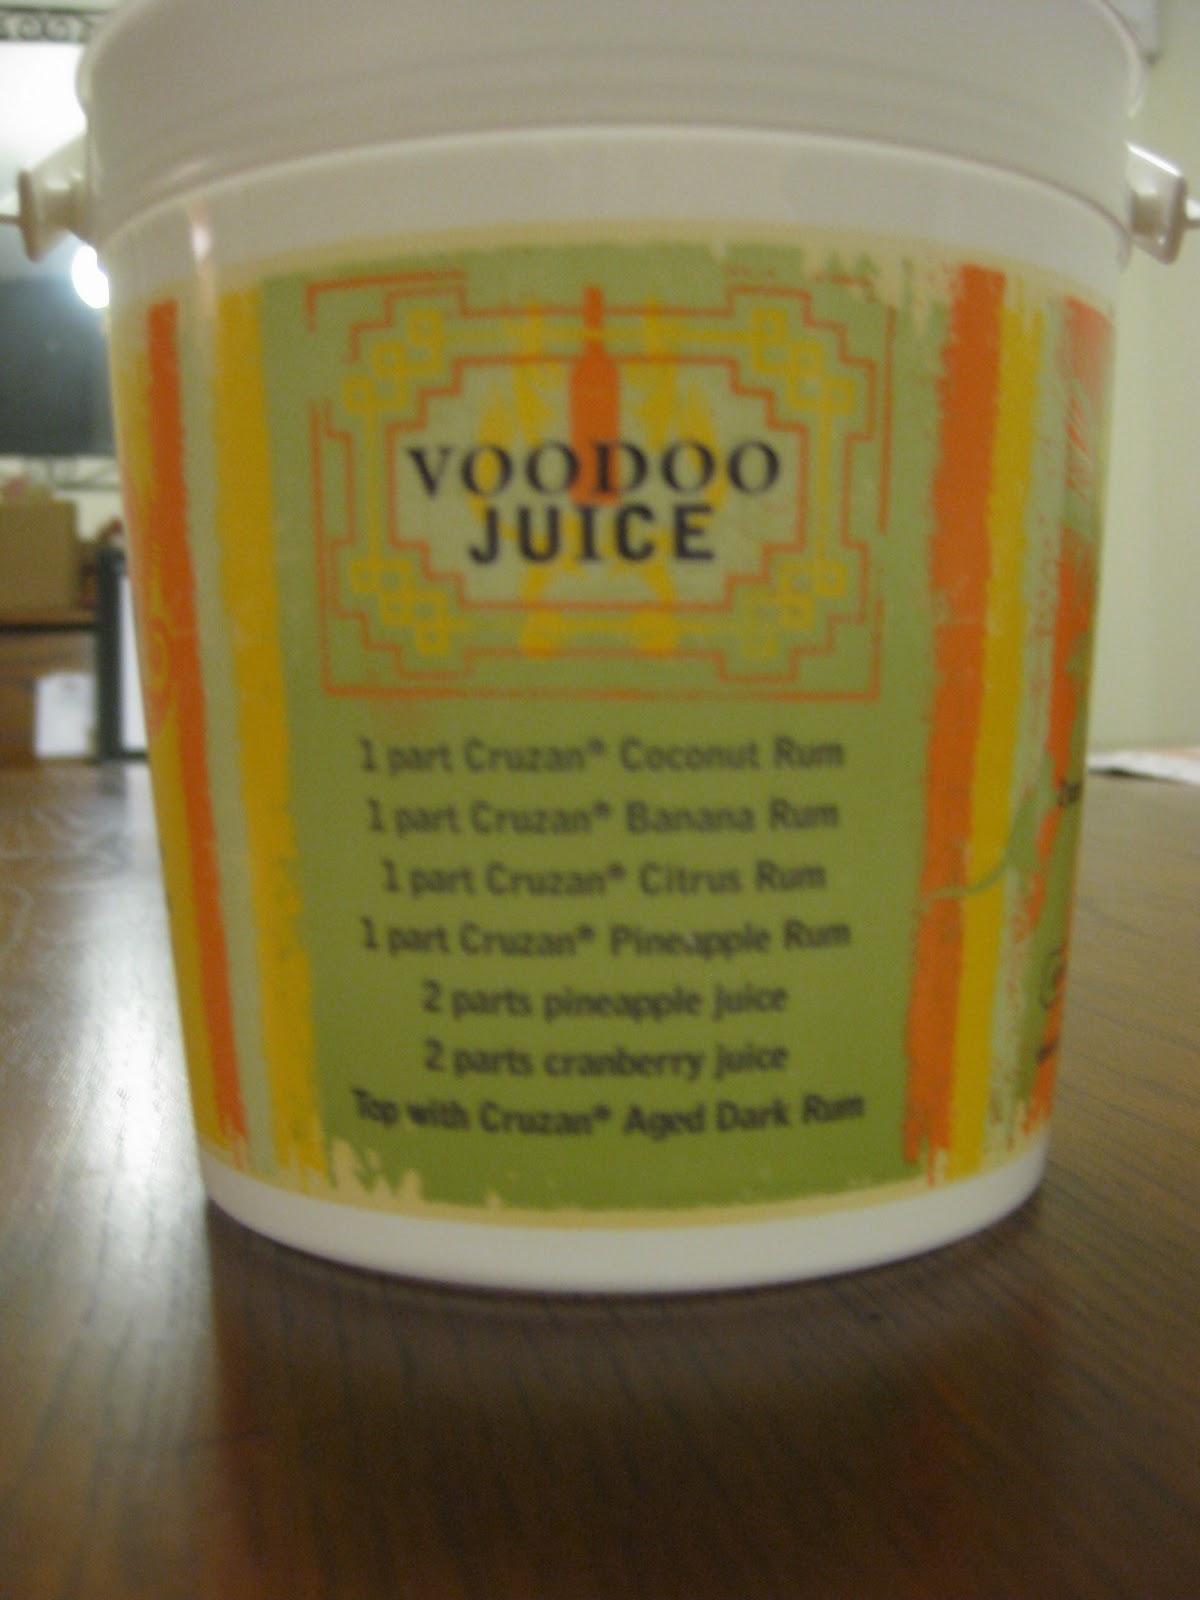 VOODOO
JUICE
1 part Cruzan® Coconut Rum
1 part Cruzan® Banana Rum
1 part Cruzan® Citrus Rum
1 part Cruzan® Pineapple Rum
2 parts pineapple juice
2 parts cranberry juice
Top with Cruzan® Aged Dark Rum